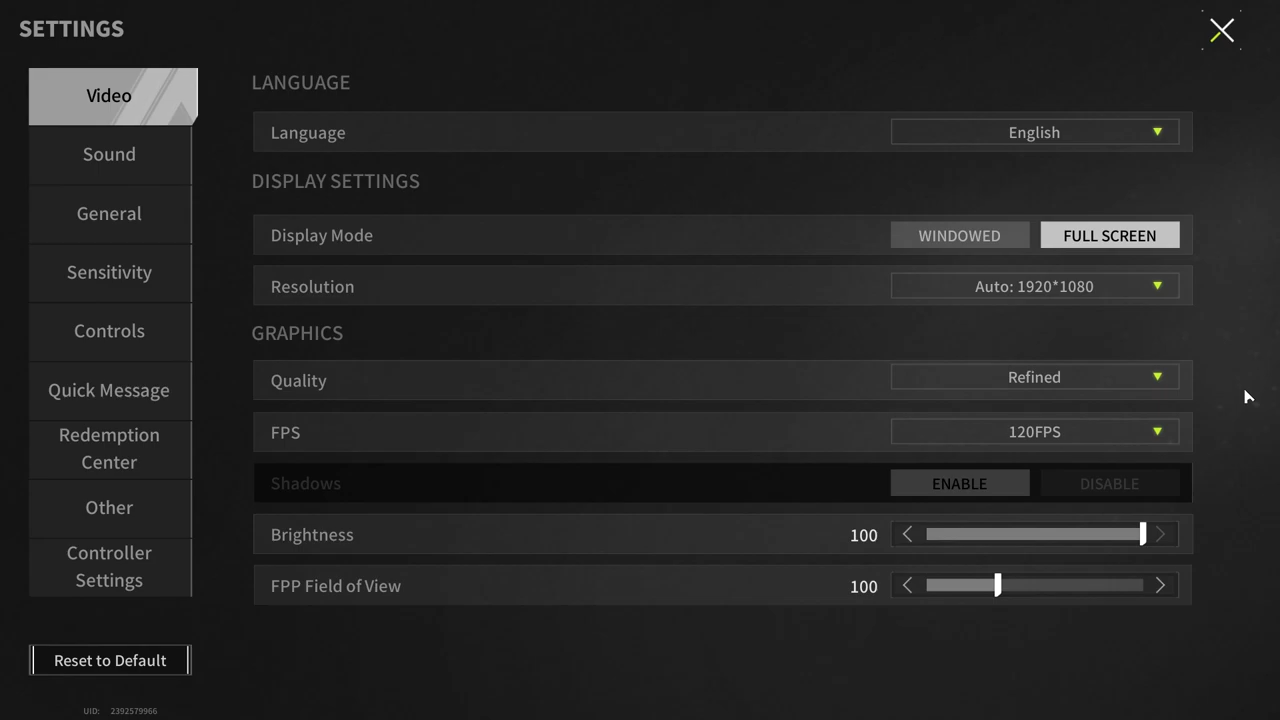 SETTINGS
Video
Sound
General
Sensitivity
Controls
Quick Message
Redemption
Center
Other
Controller
Settings
Reset to Default
UID: 2392579966
LANGUAGE
Language English
DISPLAY SETTINGS
Display Mode WINDOWED FULL SCREEN
Resolution Auto: 1920*1080
GRAPHICS
Quality Refined
FPS 120FPS
Shadows ENABLE DISABLE
Brightness 100
FPP Field of View 100